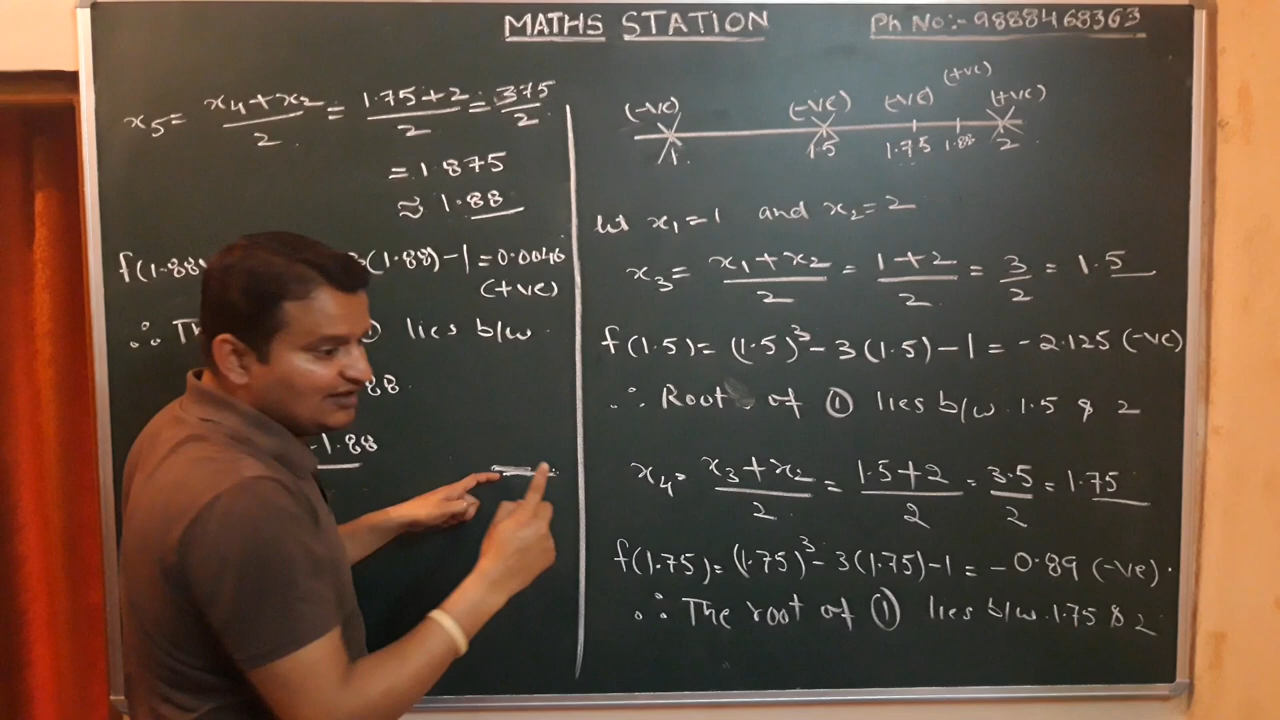 MATHS STATION
Ph No:- 9888468363
x5 = x4+x2/2 = 1.75+2/2 = 3.75/2
= 1.875
≈ 1.88
f(1.88) (1.88)-1 = 0.0046
(+ve)
∴ lies b/w.
88.
1.88
(-ve) (-ve) (-ve) (+ve) (+ve)
1 1.5 1.75 1.88 2
let x1=1 and x2=2
x3 = x1+x2/2 = 1+2/2 = 3/2 = 1.5
f(1.5) = (1.5)³-3(1.5)-1 = -2.125 (-ve)
∴ Root of ① lies b/w 1.5 & 2
x4 = x3+x2/2 = 1.5+2/2 = 3.5/2 = 1.75
f(1.75) = (1.75)³-3(1.75)-1 = -0.89 (-ve).
∴ The root of ① lies b/w 1.75 & 2